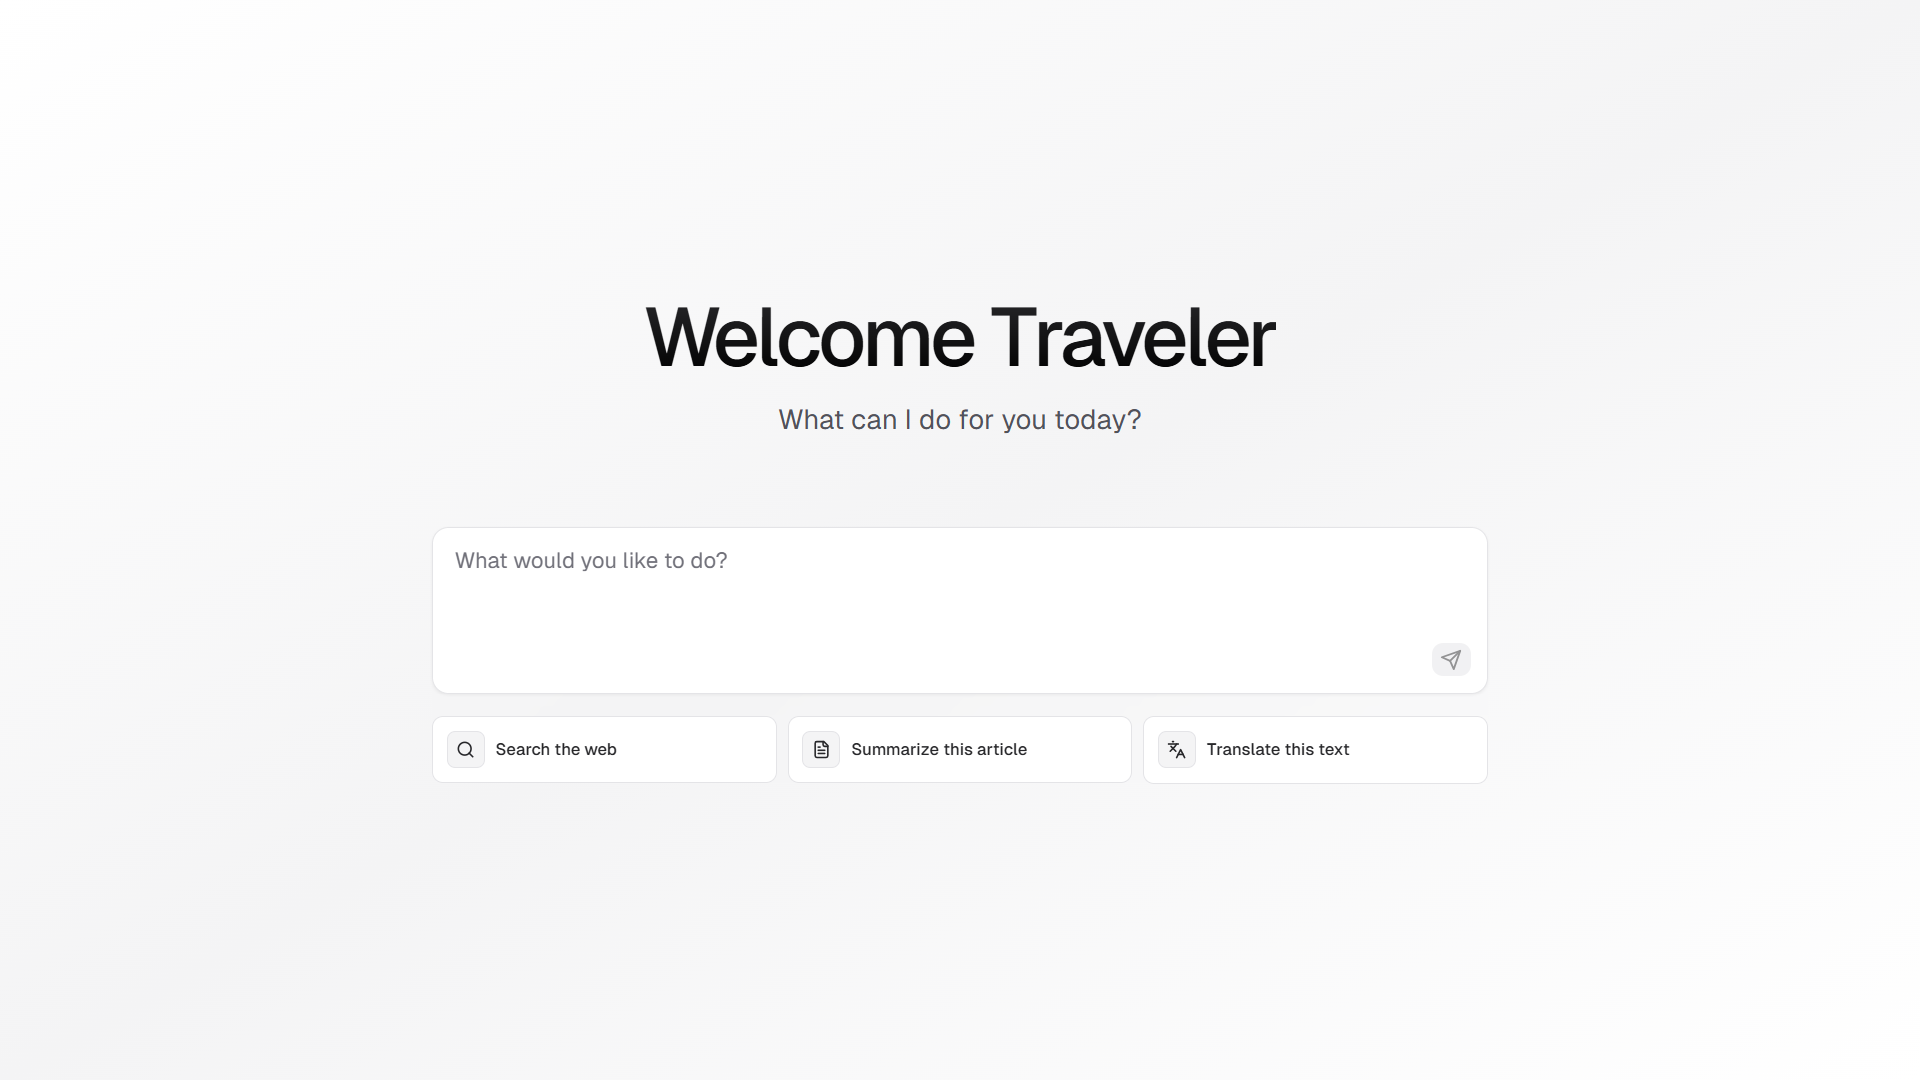 Welcome Traveler
What can I do for you today?
What would you like to do?
Search the web
Summarize this article
Translate this text